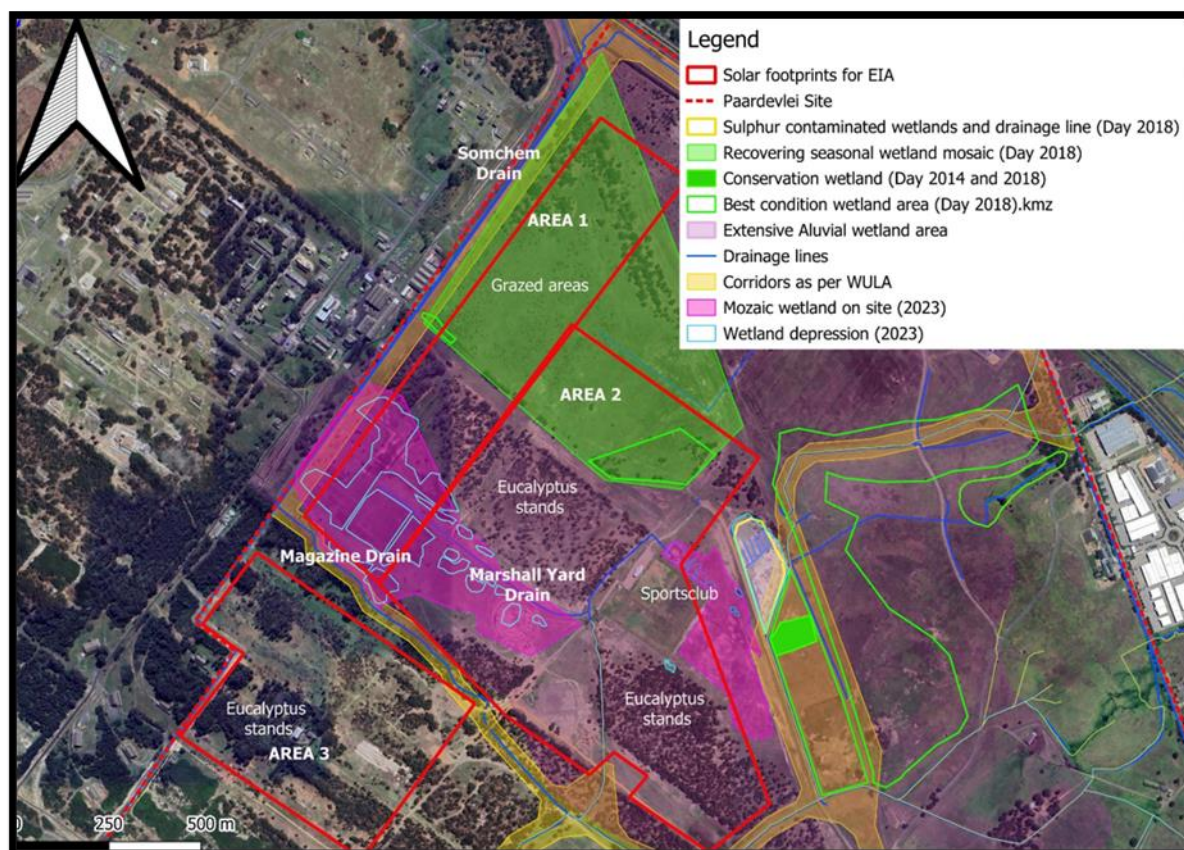 Legend
Solar footprints for EIA
Paardevlei Site
Sulphur contaminated wetlands and drainage line (Day 2018)
Recovering seasonal wetland mosaic (Day 2018)
Conservation wetland (Day 2014 and 2018)
Best condition wetland area (Day 2018).kmz
Extensive Aluvial wetland area
Drainage lines
Corridors as per WULA
Mozaic wetland on site (2023)
Wetland depression (2023)
Somchem
Drain
AREA 1
Grazed areas
AREA 2
Eucalyptus
stands
Magazine Drain
Marshall Yard
Drain
Sportsclub
Eucalyptus
stands
Eucalyptus
stands
AREA 3
0
250
500 m